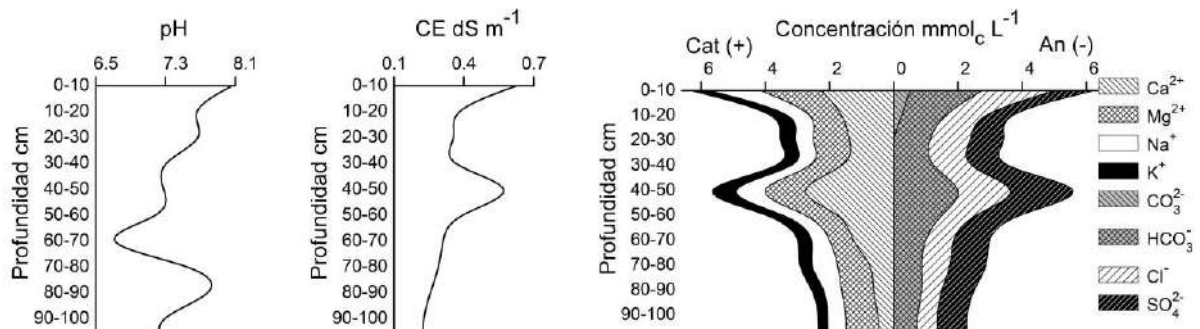 pH
6.5 7.3 8.1
Profundidad cm
0-10
10-20
20-30
30-40
40-50
50-60
60-70
70-80
80-90
90-100
CE dS m⁻¹
0.1 0.4 0.7
Profundidad cm
0-10
10-20
20-30
30-40
40-50
50-60
60-70
70-80
80-90
90-100
Concentración mmolc L⁻¹
Cat (+) An (-)
6 4 2 0 2 4 6
Profundidad cm
0-10
10-20
20-30
30-40
40-50
50-60
60-70
70-80
80-90
90-100
Ca²⁺
Mg²⁺
Na⁺
K⁺
CO₃²⁻
HCO₃⁻
Cl⁻
SO₄²⁻